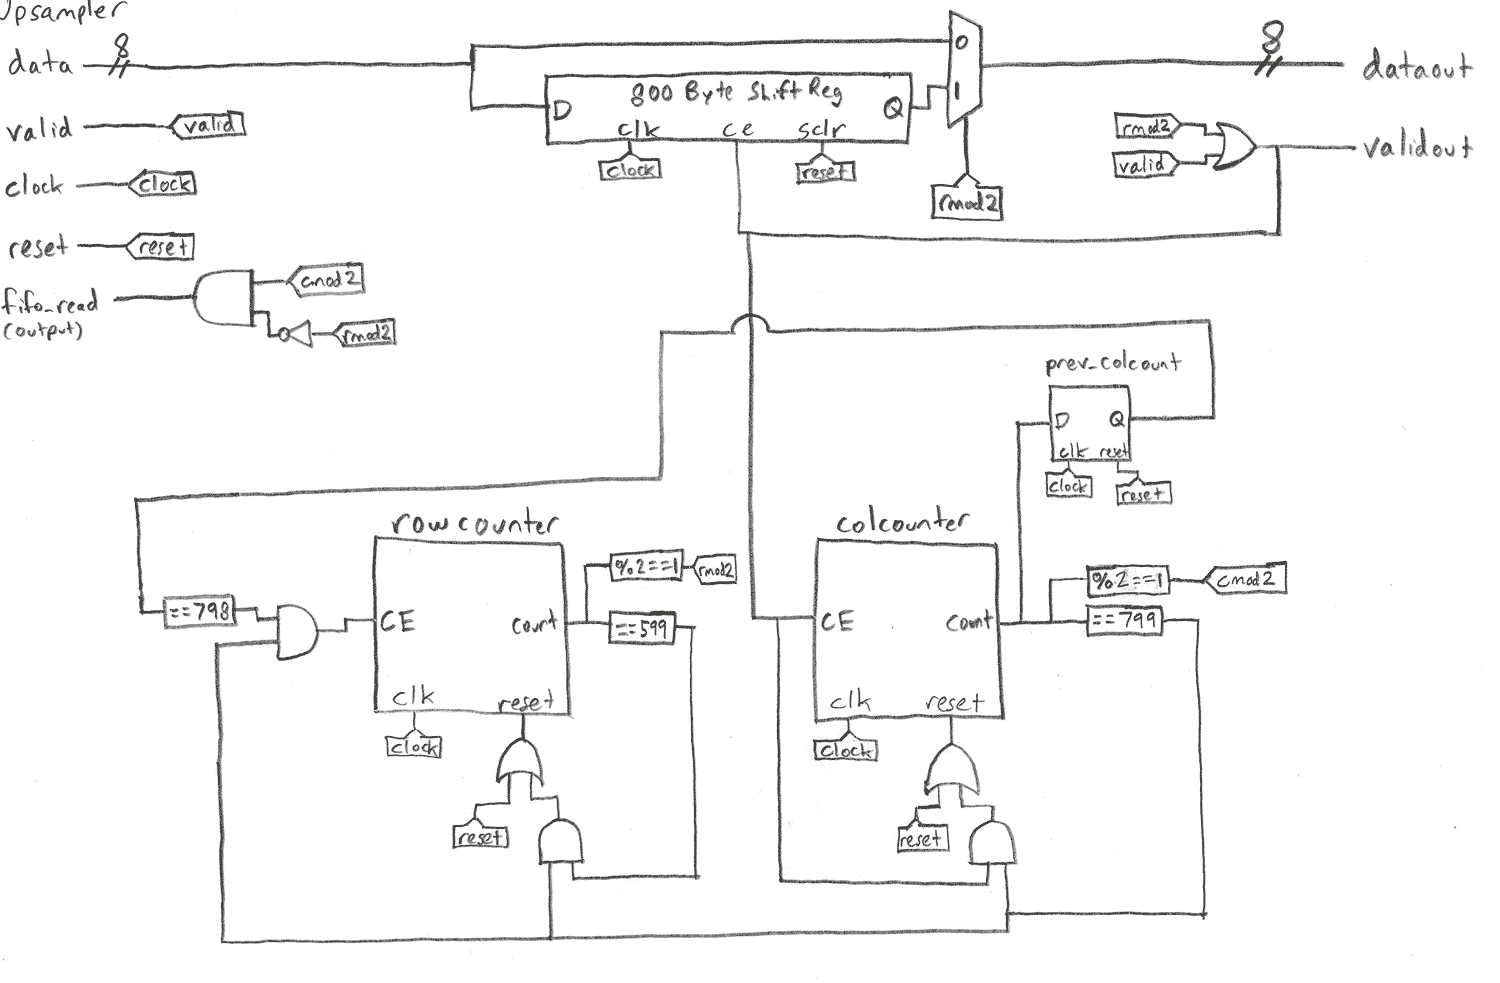 Upsampler
8
data
0
800 Byte Shift Reg
D
Q
1
clk ce sclr
clock
reset
rmod2
8
dataout
valid
valid
rmod2
valid
validout
clock
clock
reset
reset
fifo_read
(output)
cmod2
rmod2
prev_colcount
D Q
clk reset
clock
reset
rowcounter
==798
CE
count
%2==1
rmod2
==599
clk
reset
clock
reset
colcounter
CE
count
%2==1
cmod2
==799
clk
reset
clock
reset